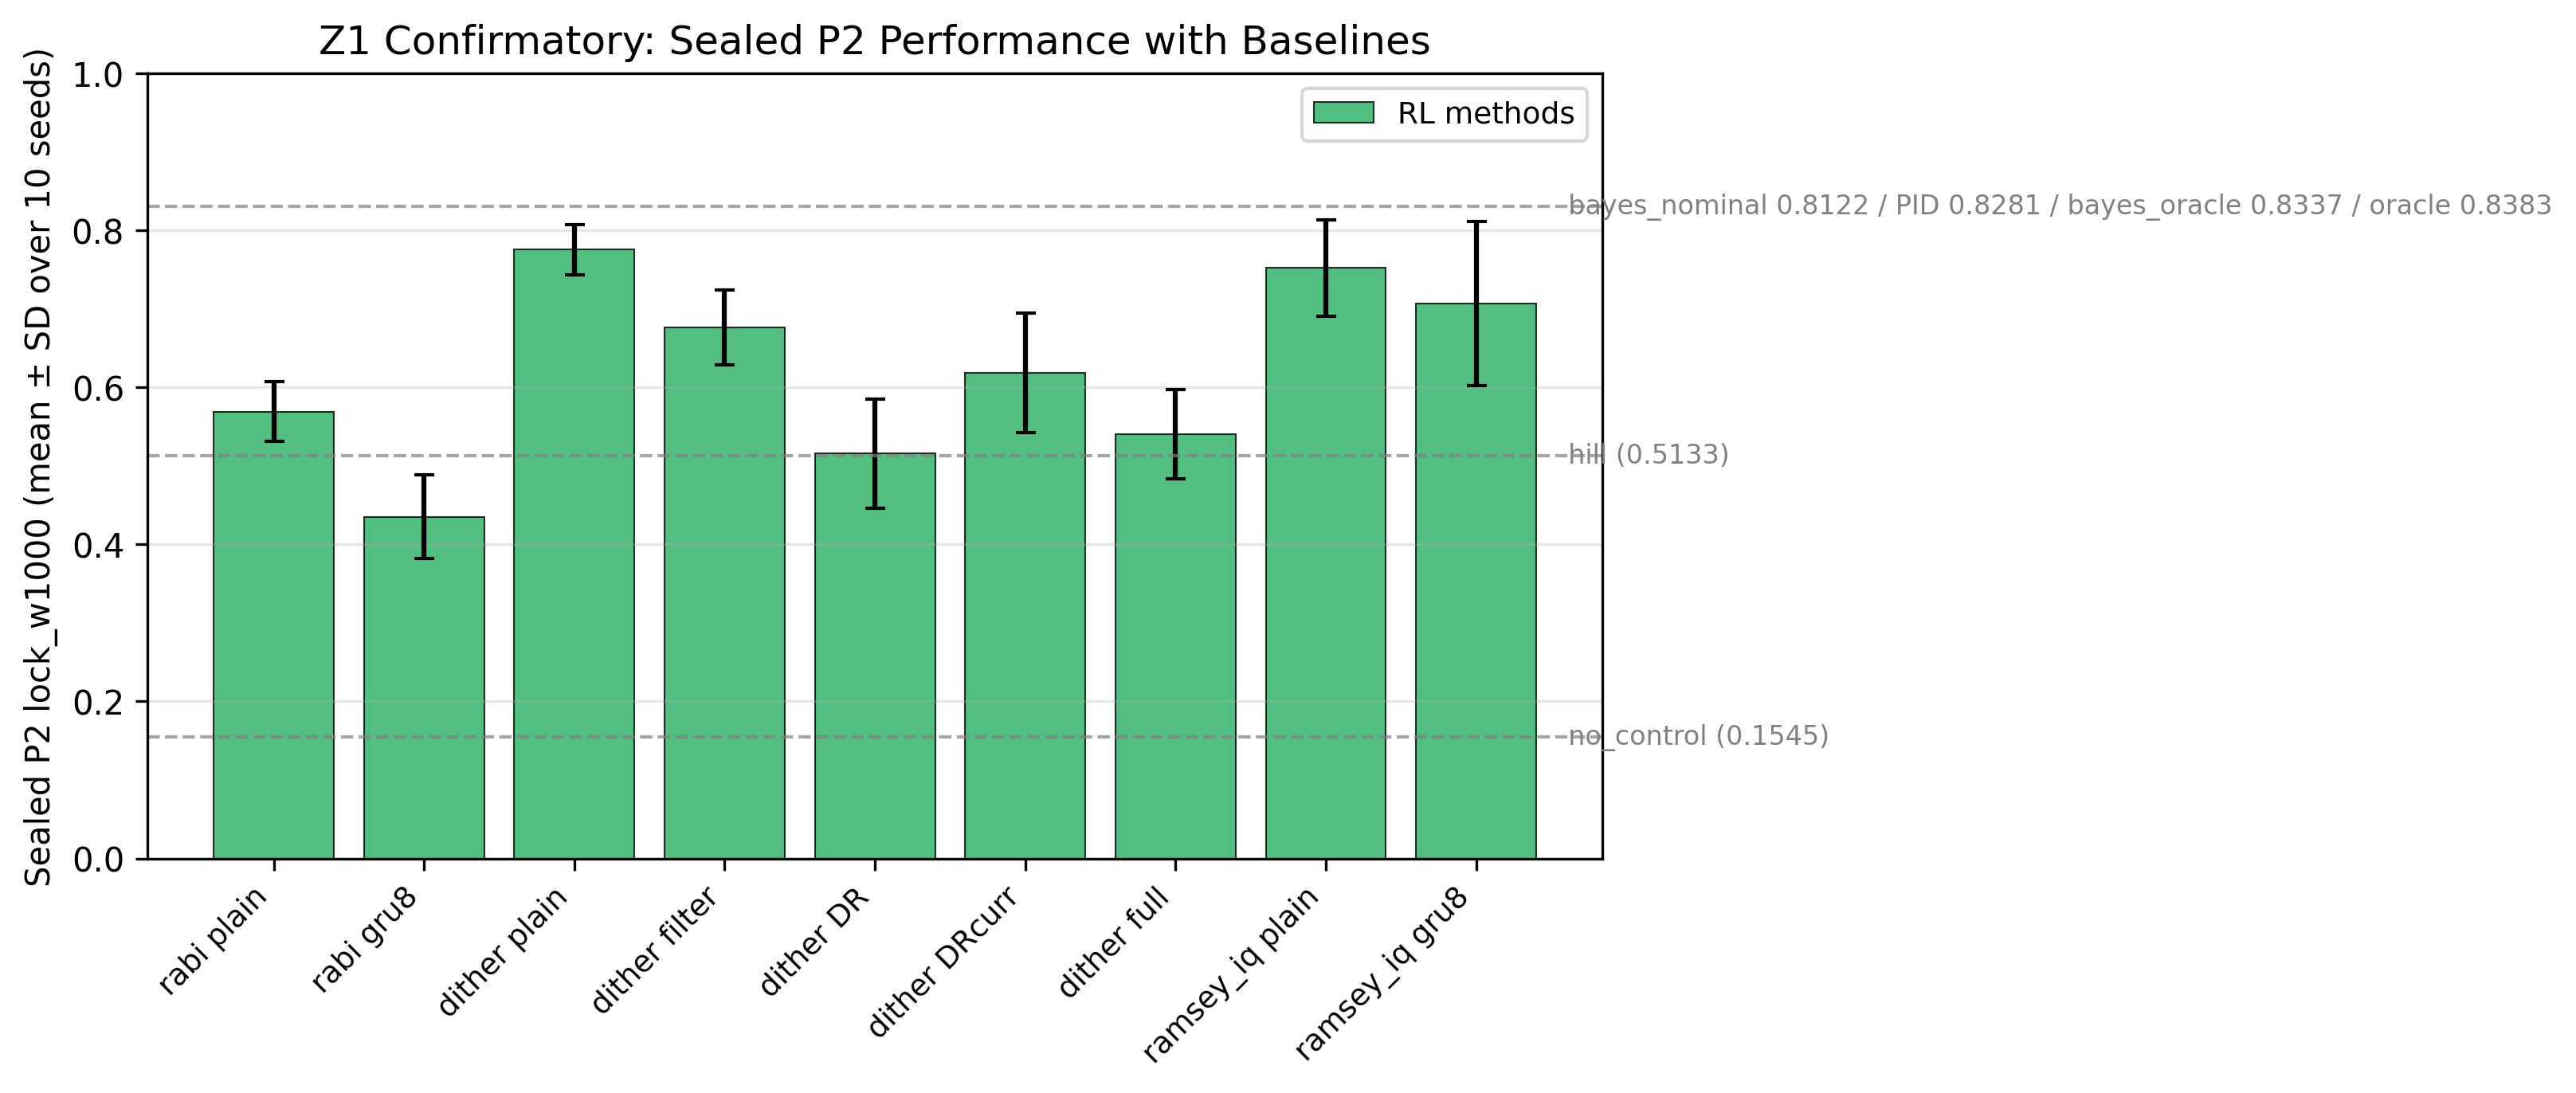 Z1 Confirmatory: Sealed P2 Performance with Baselines
Sealed P2 lock_w1000 (mean ± SD over 10 seeds)
1.0
0.8
0.6
0.4
0.2
0.0
RL methods
bayes_nominal 0.8122 / PID 0.8281 / bayes_oracle 0.8337 / oracle 0.8383
hill (0.5133)
no_control (0.1545)
rabi plain
rabi gru8
dither plain
dither filter
dither DR
dither DRcurr
dither full
ramsey_iq plain
ramsey_iq gru8